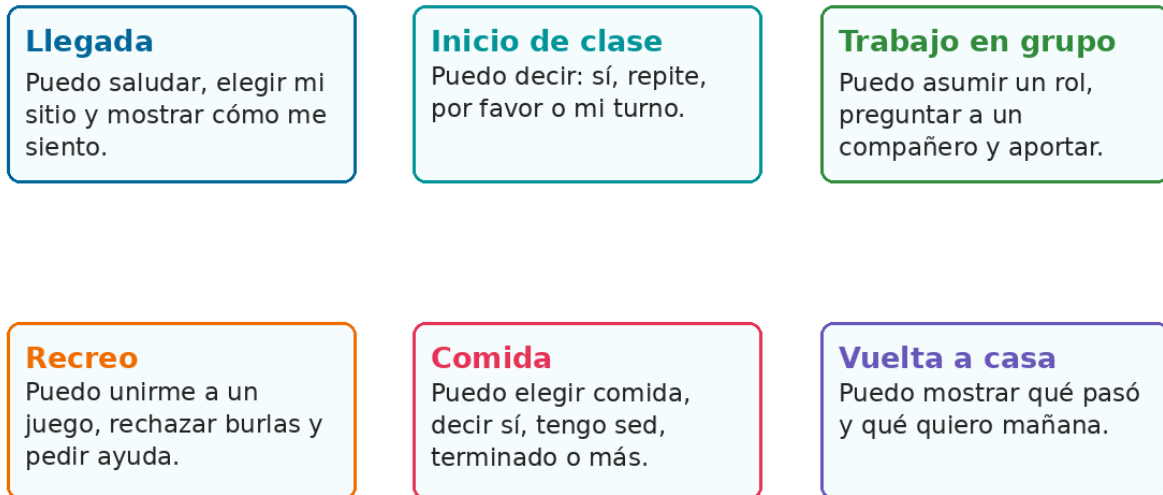 Llegada
Puedo saludar, elegir mi
sitio y mostrar cómo me
siento.
Inicio de clase
Puedo decir: sí, repite,
por favor o mi turno.
Trabajo en grupo
Puedo asumir un rol,
preguntar a un
compañero y aportar.
Recreo
Puedo unirme a un
juego, rechazar burlas y
pedir ayuda.
Comida
Puedo elegir comida,
decir sí, tengo sed,
terminado o más.
Vuelta a casa
Puedo mostrar qué pasó
y qué quiero mañana.